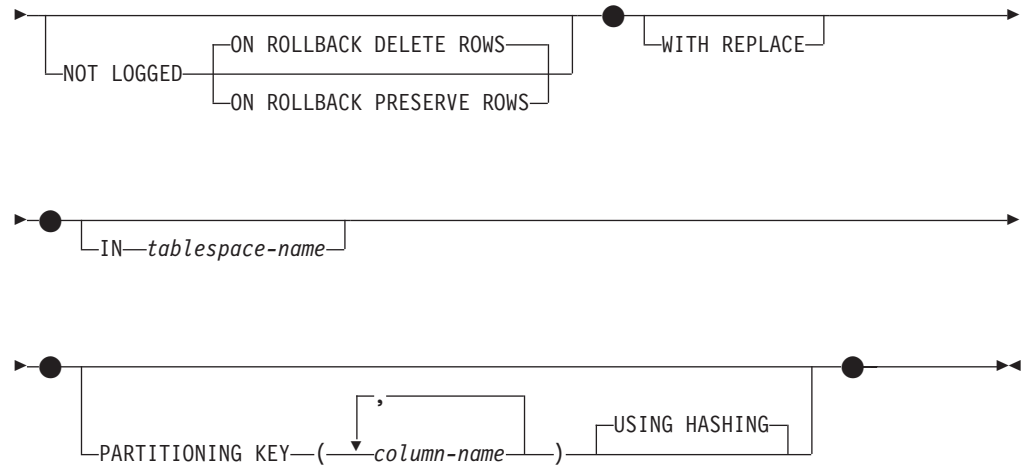 ON ROLLBACK DELETE ROWS
WITH REPLACE
NOT LOGGED
ON ROLLBACK PRESERVE ROWS
IN tablespace-name
,
USING HASHING
PARTITIONING KEY ( column-name )